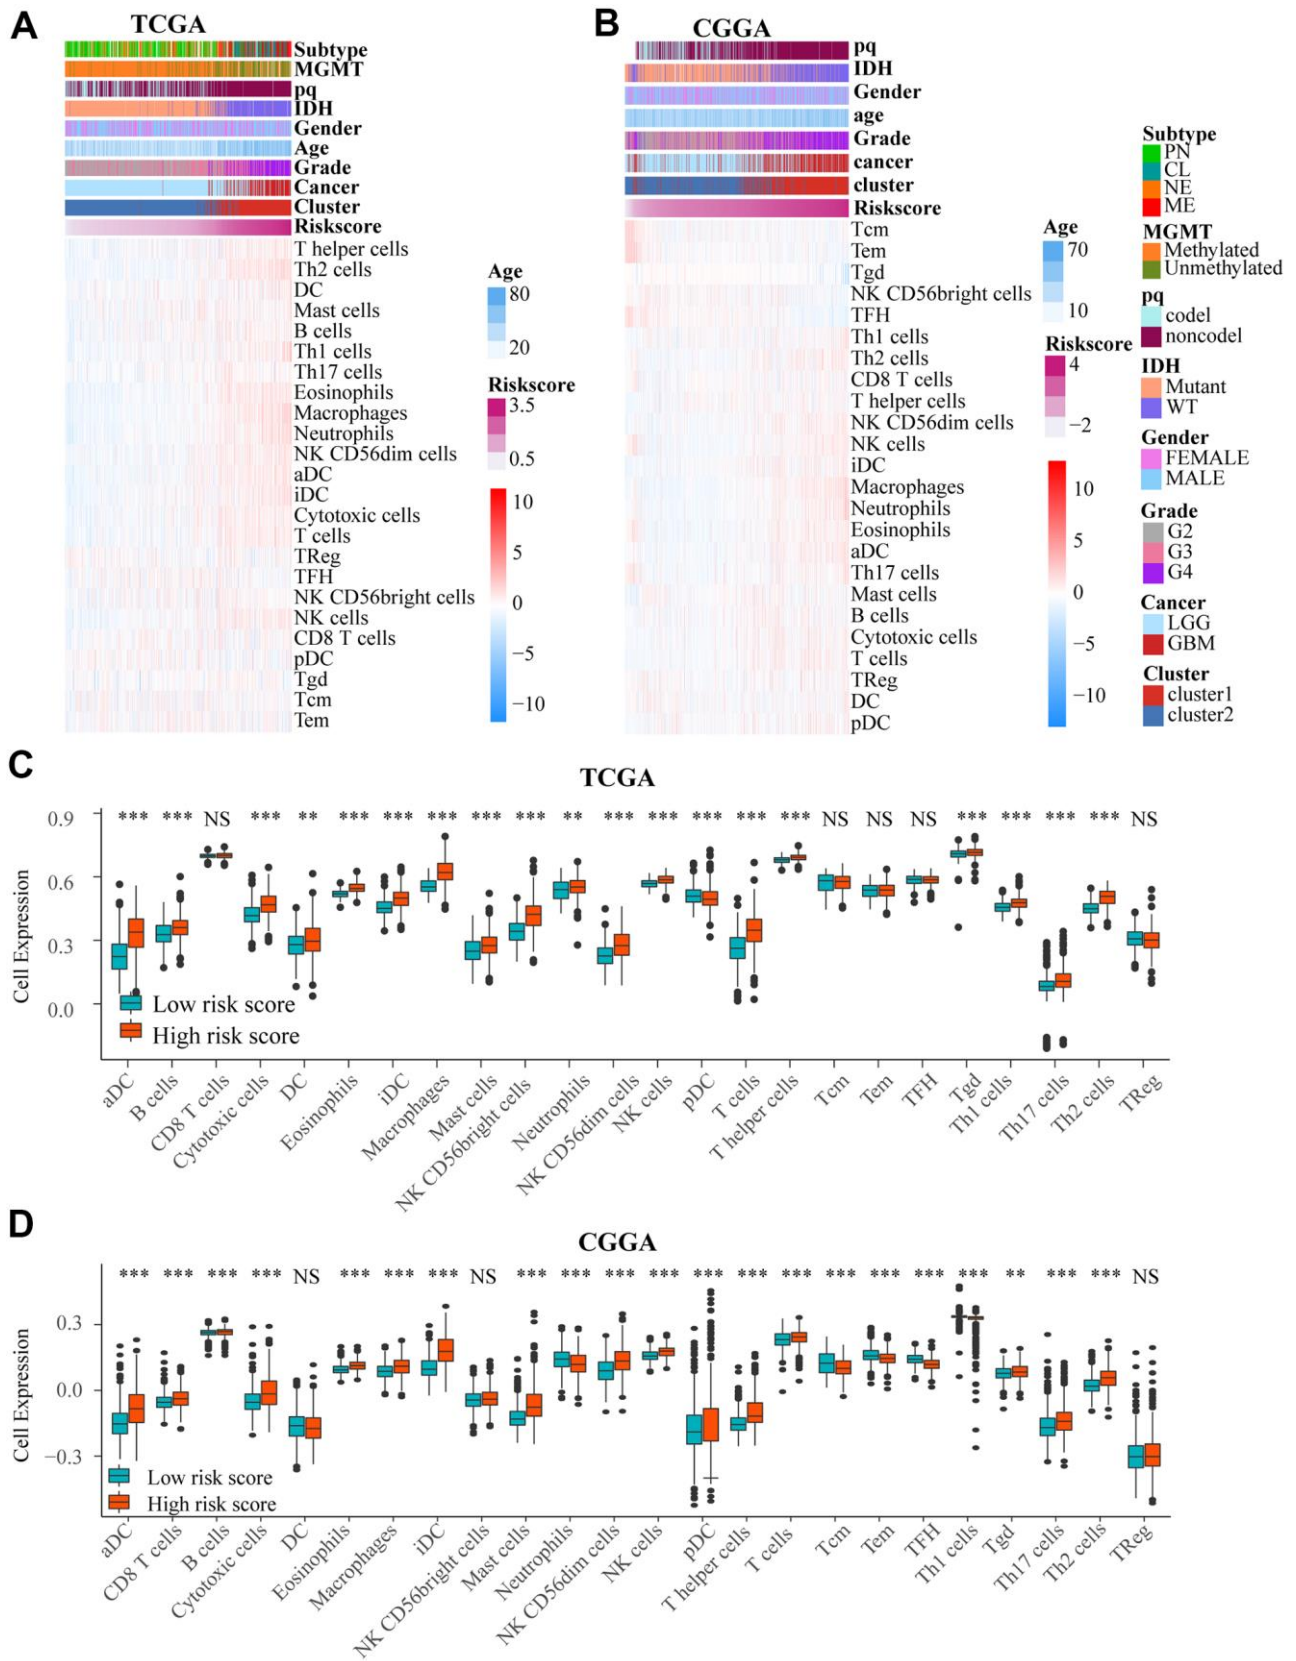 A
TCGA
Subtype
MGMT
pq
IDH
Gender
Age
Grade
Cancer
Cluster
Riskscore
T helper cells
Th2 cells
DC
Mast cells
B cells
Th1 cells
Th17 cells
Eosinophils
Macrophages
Neutrophils
NK CD56dim cells
aDC
iDC
Cytotoxic cells
T cells
TReg
TFH
NK CD56bright cells
NK cells
CD8 T cells
pDC
Tgd
Tcm
Tem
Age
80
20
Riskscore
3.5
0.5
10
5
0
−5
−10
B
CGGA
pq
IDH
Gender
age
Grade
cancer
cluster
Riskscore
Tcm
Tem
Tgd
NK CD56bright cells
TFH
Th1 cells
Th2 cells
CD8 T cells
T helper cells
NK CD56dim cells
NK cells
iDC
Macrophages
Neutrophils
Eosinophils
aDC
Th17 cells
Mast cells
B cells
Cytotoxic cells
T cells
TReg
DC
pDC
Age
70
10
Riskscore
4
−2
10
5
0
−5
−10
Subtype
PN
CL
NE
ME
MGMT
Methylated
Unmethylated
pq
codel
noncodel
IDH
Mutant
WT
Gender
FEMALE
MALE
Grade
G2
G3
G4
Cancer
LGG
GBM
Cluster
cluster1
cluster2
C
TCGA
*** *** NS *** ** *** *** *** *** *** ** *** *** *** *** *** NS NS NS *** *** *** *** NS
0.9
0.6
0.3
0.0
Cell Expression
Low risk score
High risk score
aDC
B cells
CD8 T cells
Cytotoxic cells
DC
Eosinophils
iDC
Macrophages
Mast cells
NK CD56bright cells
Neutrophils
NK CD56dim cells
NK cells
pDC
T cells
T helper cells
Tcm
Tem
TFH
Tgd
Th1 cells
Th17 cells
Th2 cells
TReg
D
CGGA
*** *** *** *** NS *** *** *** NS *** *** *** *** *** *** *** *** *** *** *** ** *** *** NS
0.3
0.0
−0.3
Cell Expression
Low risk score
High risk score
aDC
CD8 T cells
B cells
Cytotoxic cells
DC
Eosinophils
Macrophages
iDC
NK CD56bright cells
Mast cells
Neutrophils
NK CD56dim cells
NK cells
pDC
T helper cells
T cells
Tcm
Tem
TFH
Th1 cells
Tgd
Th17 cells
Th2 cells
TReg